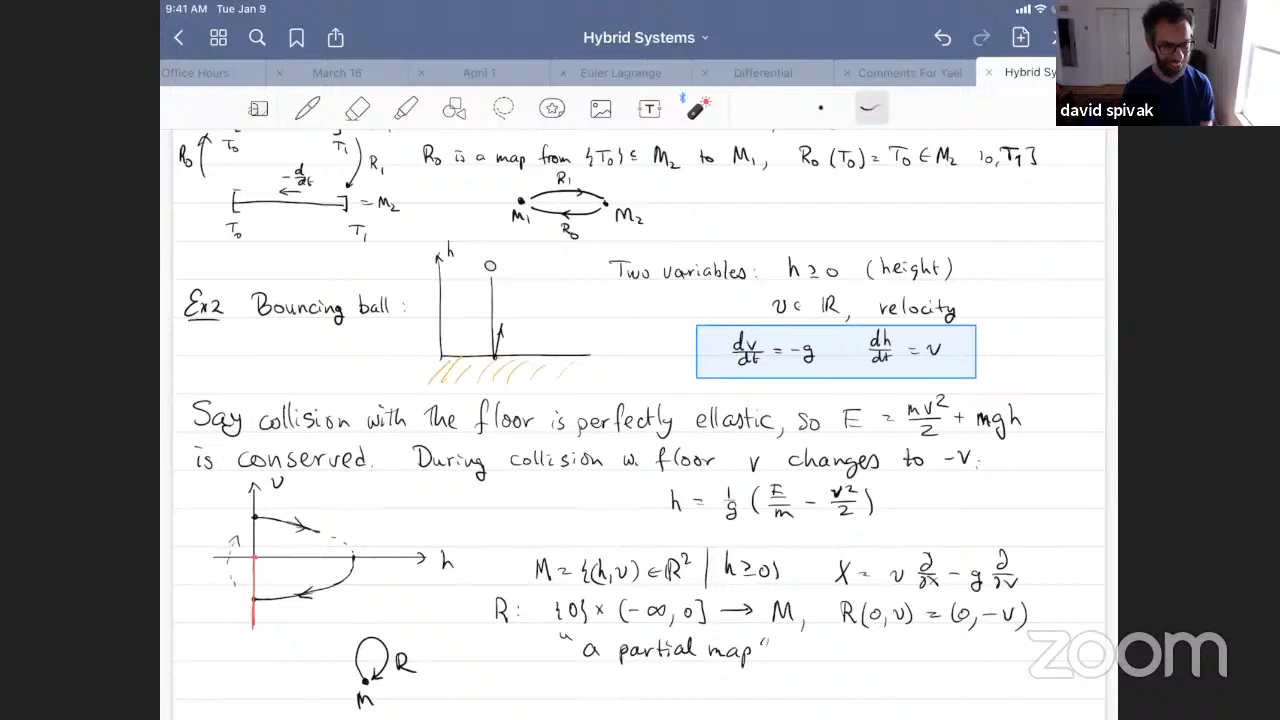 9:41 AM Tue Jan 9
Hybrid Systems
Office Hours
March 16
April 1
Euler Lagrange
Differential
Comments For Yael
Hybrid Sy
david spivak
R₀ T₀ T₁ R₁
R₀ is a map from {T₀} ⊆ M₂ to M₁, R₀(T₀) = T₀ ∈ M₂
-d/dt
= M₂
T₀ T₁
R₁
M₁ M₂
R₀
h
Two variables: h ≥ 0 (height)
Ex2 Bouncing ball:
v ∈ ℝ, velocity
dv/dt = -g dh/dt = v
Say collision with the floor is perfectly ellastic, so E = mv²/2 + mgh
is conserved. During collision w. floor v changes to -v.
v
h = 1/g (E/m - v²/2)
h
M = {(h,v) ∈ ℝ² | h ≥ 0} X = v ∂/∂x - g ∂/∂v
R: {0} × (-∞, 0] → M, R(0,v) = (0,-v)
"a partial map"
R
M
zoom